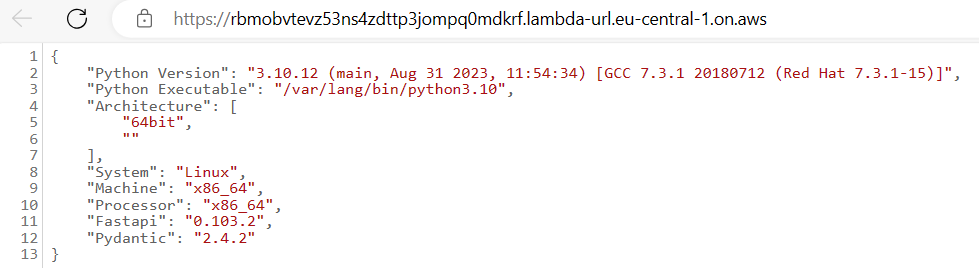 https://rbmobvtevz53ns4zdttp3jompq0mdkrf.lambda-url.eu-central-1.on.aws
1 {
2     "Python Version": "3.10.12 (main, Aug 31 2023, 11:54:34) [GCC 7.3.1 20180712 (Red Hat 7.3.1-15)]",
3     "Python Executable": "/var/lang/bin/python3.10",
4     "Architecture": [
5         "64bit",
6         ""
7     ],
8     "System": "Linux",
9     "Machine": "x86_64",
10     "Processor": "x86_64",
11     "Fastapi": "0.103.2",
12     "Pydantic": "2.4.2"
13 }